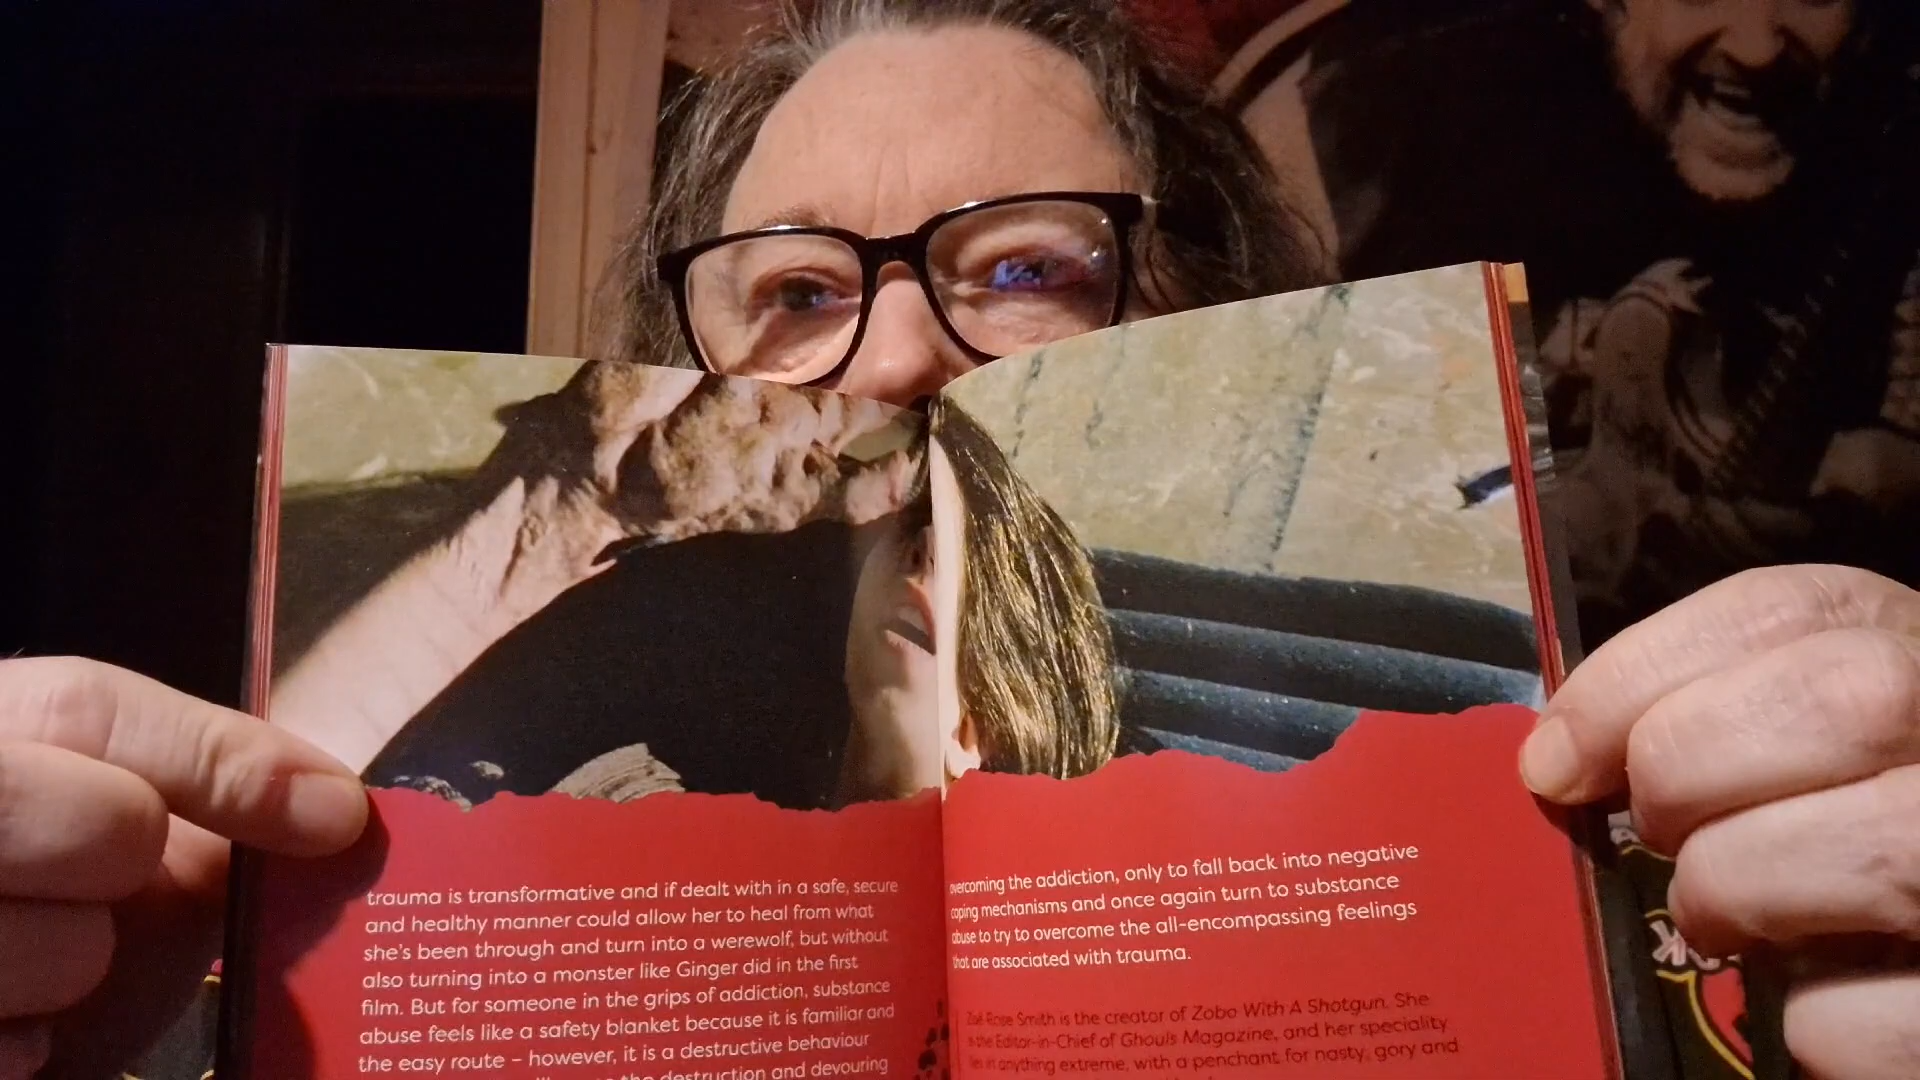 trauma is transformative and if dealt with in a safe, secure
and healthy manner could allow her to heal from what
she's been through and turn into a werewolf, but without
also turning into a monster like Ginger did in the first
film. But for someone in the grips of addiction, substance
abuse feels like a safety blanket because it is familiar and
the easy route – however, it is a destructive behaviour
the destruction and devouring
overcoming the addiction, only to fall back into negative
coping mechanisms and once again turn to substance
abuse to try to overcome the all-encompassing feelings
that are associated with trauma.
Zoë Rose Smith is the creator of Zobo With A Shotgun. She
is the Editor-in-Chief of Ghouls Magazine, and her speciality
lies in anything extreme, with a penchant for nasty, gory and